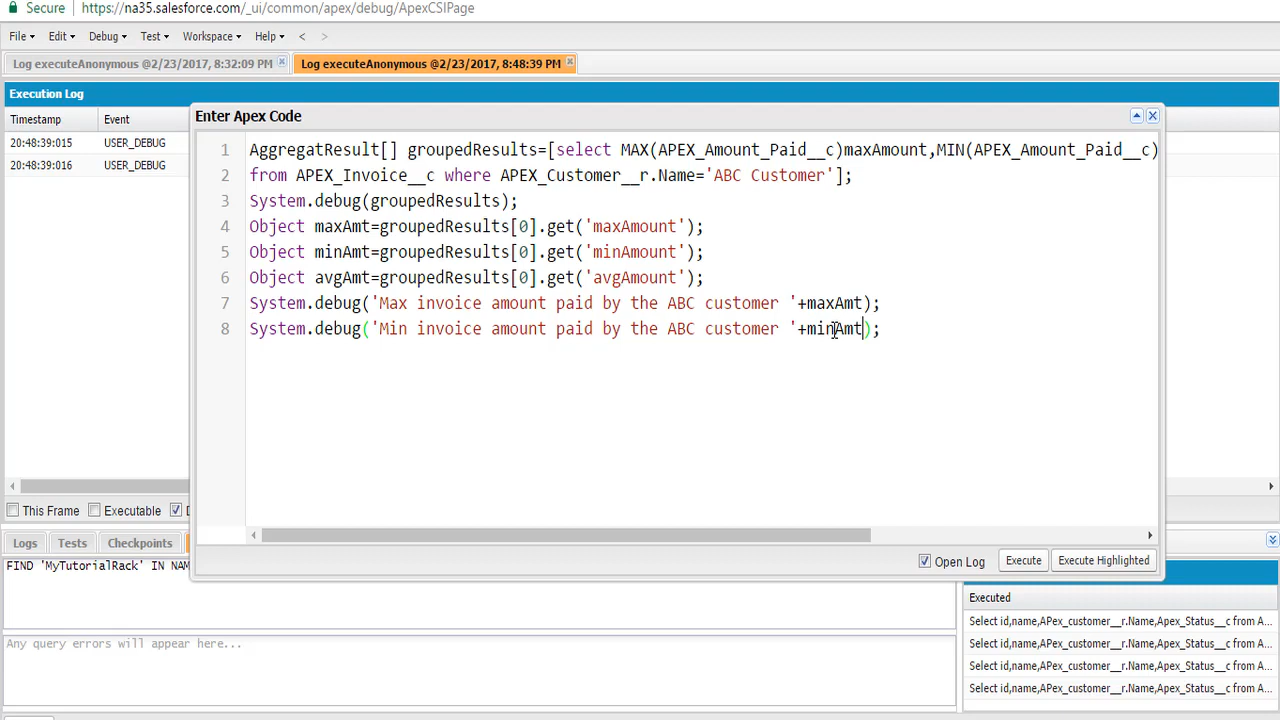 Secure https://na35.salesforce.com/_ui/common/apex/debug/ApexCSIPage
File Edit Debug Test Workspace Help < >
Log executeAnonymous @2/23/2017, 8:32:09 PM Log executeAnonymous @2/23/2017, 8:48:39 PM
Execution Log
Timestamp Event
20:48:39:015 USER_DEBUG
20:48:39:016 USER_DEBUG
Enter Apex Code
1 AggregatResult[] groupedResults=[select MAX(APEX_Amount_Paid__c)maxAmount,MIN(APEX_Amount_Paid__c)
2 from APEX_Invoice__c where APEX_Customer__r.Name='ABC Customer'];
3 System.debug(groupedResults);
4 Object maxAmt=groupedResults[0].get('maxAmount');
5 Object minAmt=groupedResults[0].get('minAmount');
6 Object avgAmt=groupedResults[0].get('avgAmount');
7 System.debug('Max invoice amount paid by the ABC customer '+maxAmt);
8 System.debug('Min invoice amount paid by the ABC customer '+minAmt);
This Frame Executable
Open Log Execute Execute Highlighted
Logs Tests Checkpoints
FIND 'MyTutorialRack' IN NAM
Any query errors will appear here...
Executed
Select id,name,APex_customer__r.Name,Apex_Status__c from A...
Select id,name,APex_customer__r.Name,Apex_Status__c from A...
Select id,name,APex_customer__r.Name,Apex_Status__c from A...
Select id,name,APex_customer__r.Name,Apex_Status__c from A...